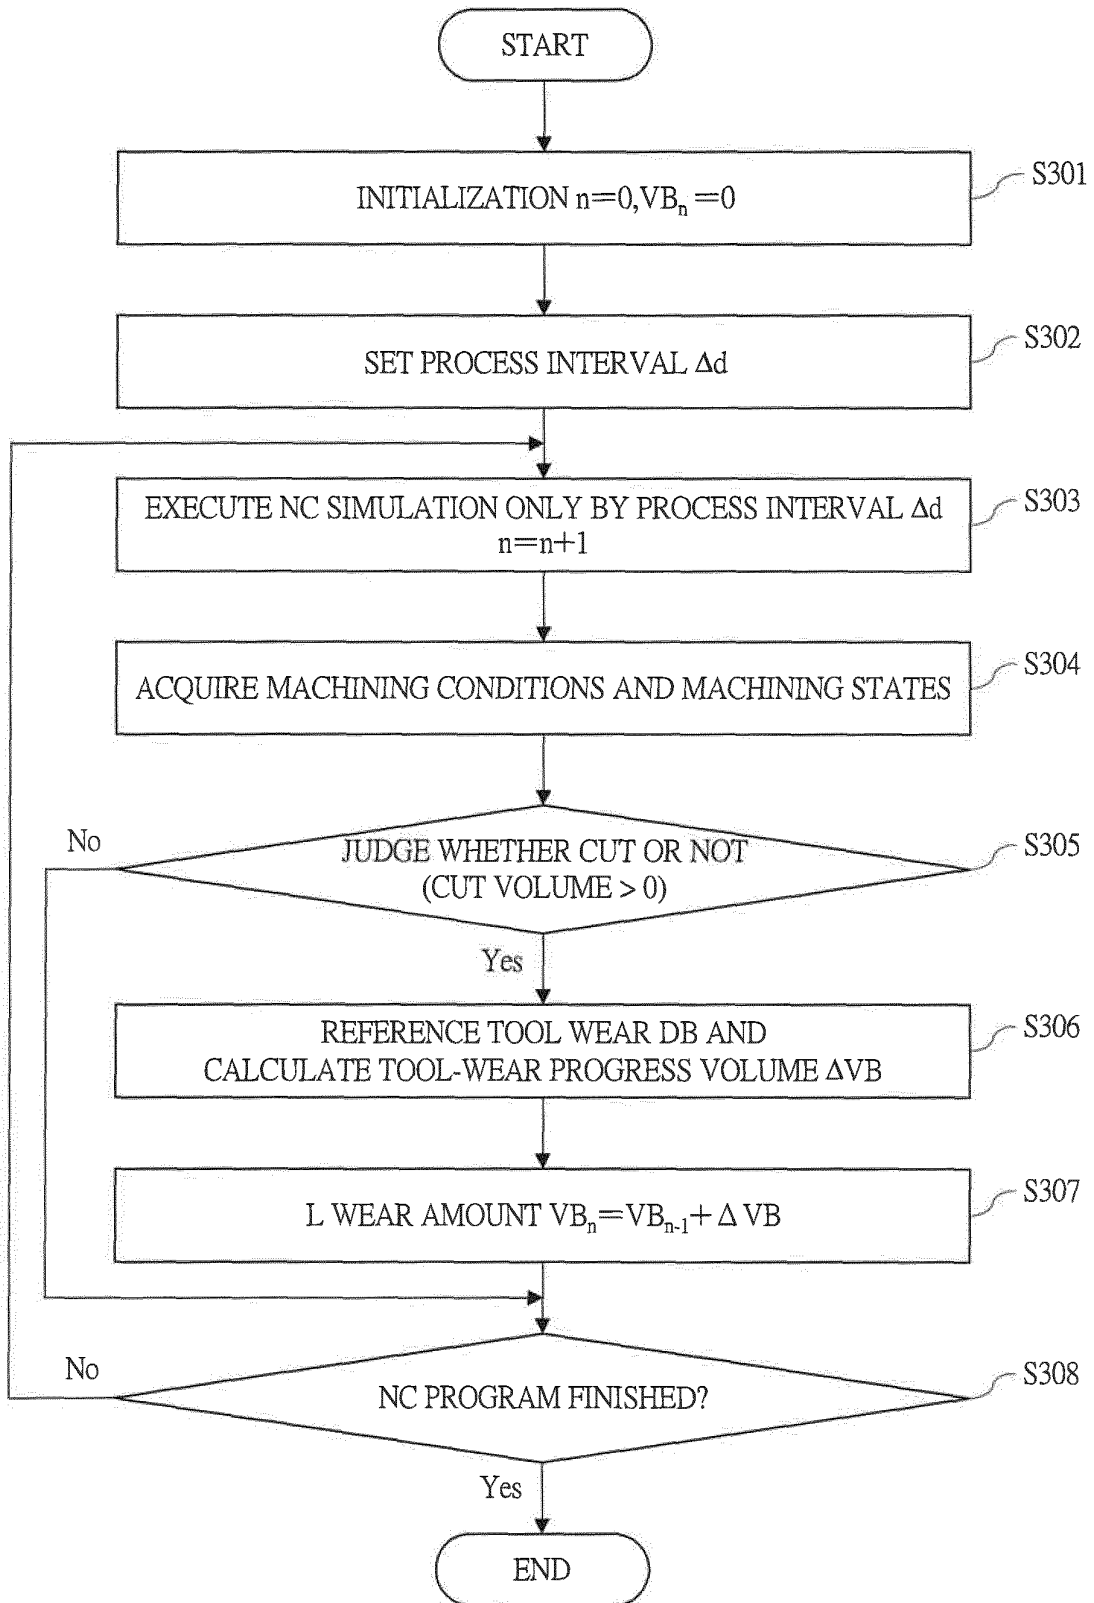 START
INITIALIZATION n=0,VBn=0
S301
SET PROCESS INTERVAL Δd
S302
EXECUTE NC SIMULATION ONLY BY PROCESS INTERVAL Δd
n=n+1
S303
ACQUIRE MACHINING CONDITIONS AND MACHINING STATES
S304
No
JUDGE WHETHER CUT OR NOT
(CUT VOLUME > 0)
S305
Yes
REFERENCE TOOL WEAR DB AND
CALCULATE TOOL-WEAR PROGRESS VOLUME ΔVB
S306
L WEAR AMOUNT VBn=VBn-1+Δ VB
S307
No
NC PROGRAM FINISHED?
S308
Yes
END